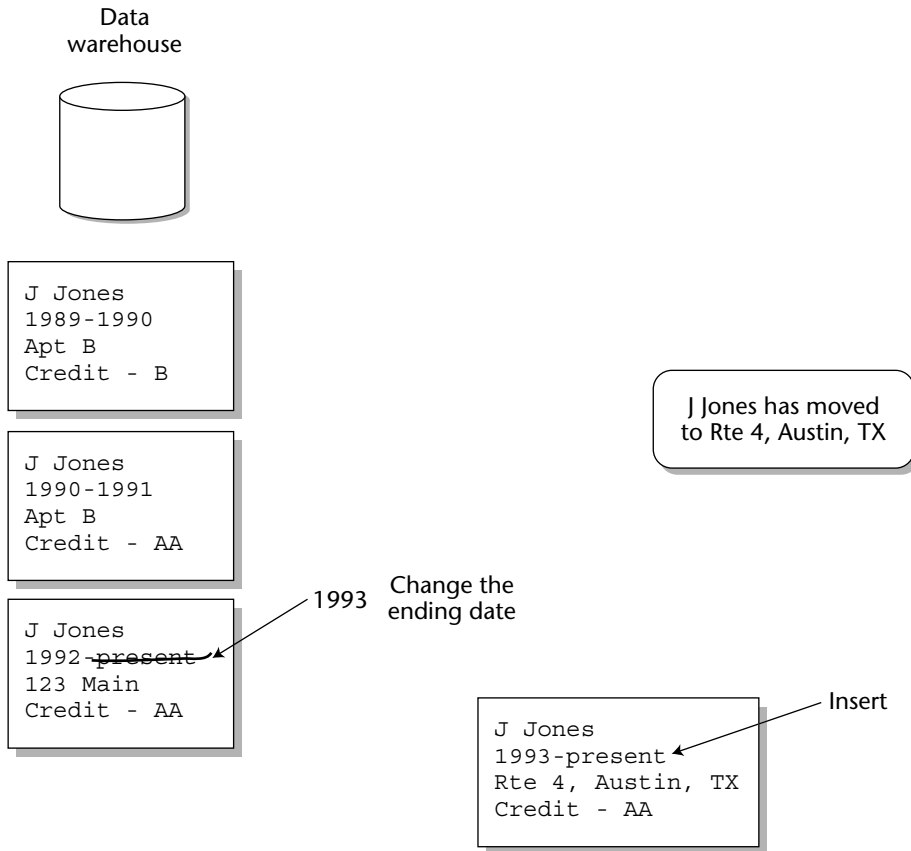 Data
warehouse
J Jones
1989-1990
Apt B
Credit - B
J Jones has moved
to Rte 4, Austin, TX
J Jones
1990-1991
Apt B
Credit - AA
1993
Change the
ending date
J Jones
1992-present
123 Main
Credit - AA
Insert
J Jones
1993-present
Rte 4, Austin, TX
Credit - AA